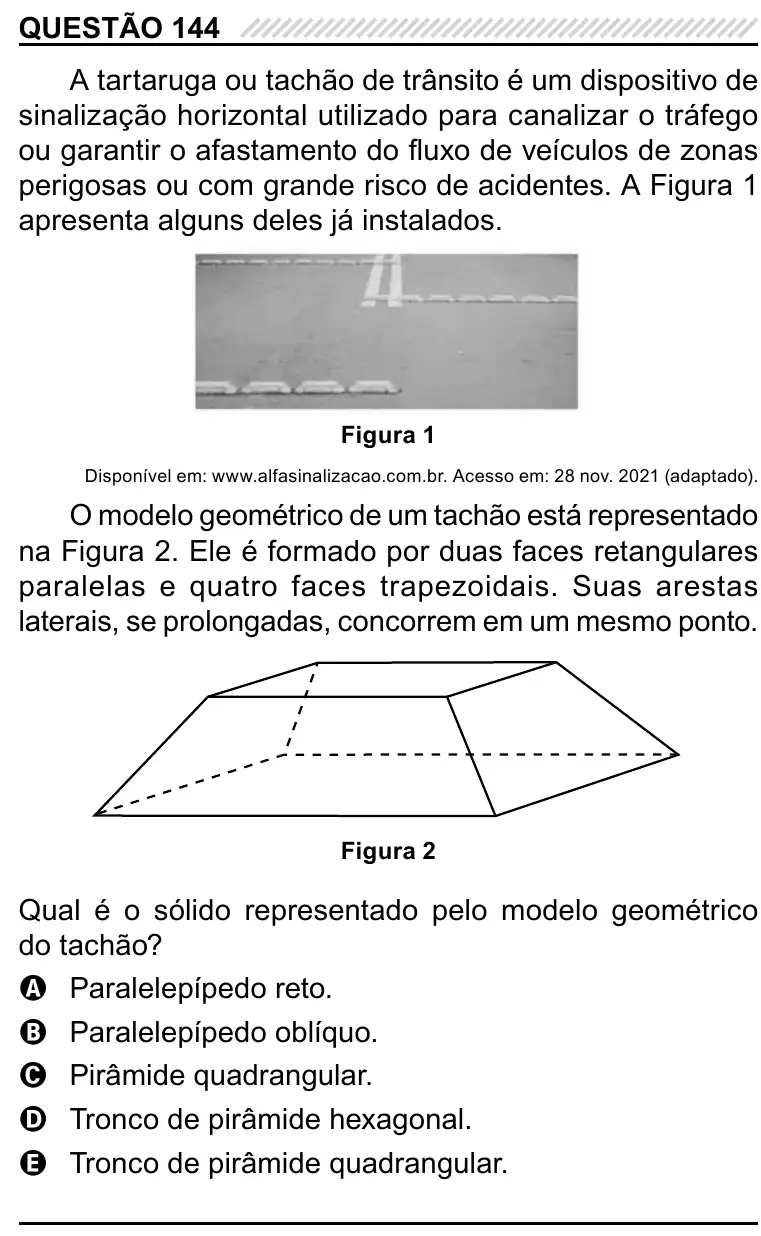 QUESTÃO 144
A tartaruga ou tachão de trânsito é um dispositivo de
sinalização horizontal utilizado para canalizar o tráfego
ou garantir o afastamento do fluxo de veículos de zonas
perigosas ou com grande risco de acidentes. A Figura 1
apresenta alguns deles já instalados.
Figura 1
Disponível em: www.alfasinalizacao.com.br. Acesso em: 28 nov. 2021 (adaptado).
O modelo geométrico de um tachão está representado
na Figura 2. Ele é formado por duas faces retangulares
paralelas e quatro faces trapezoidais. Suas arestas
laterais, se prolongadas, concorrem em um mesmo ponto.
Figura 2
Qual é o sólido representado pelo modelo geométrico
do tachão?
A Paralelepípedo reto.
B Paralelepípedo oblíquo.
C Pirâmide quadrangular.
D Tronco de pirâmide hexagonal.
E Tronco de pirâmide quadrangular.